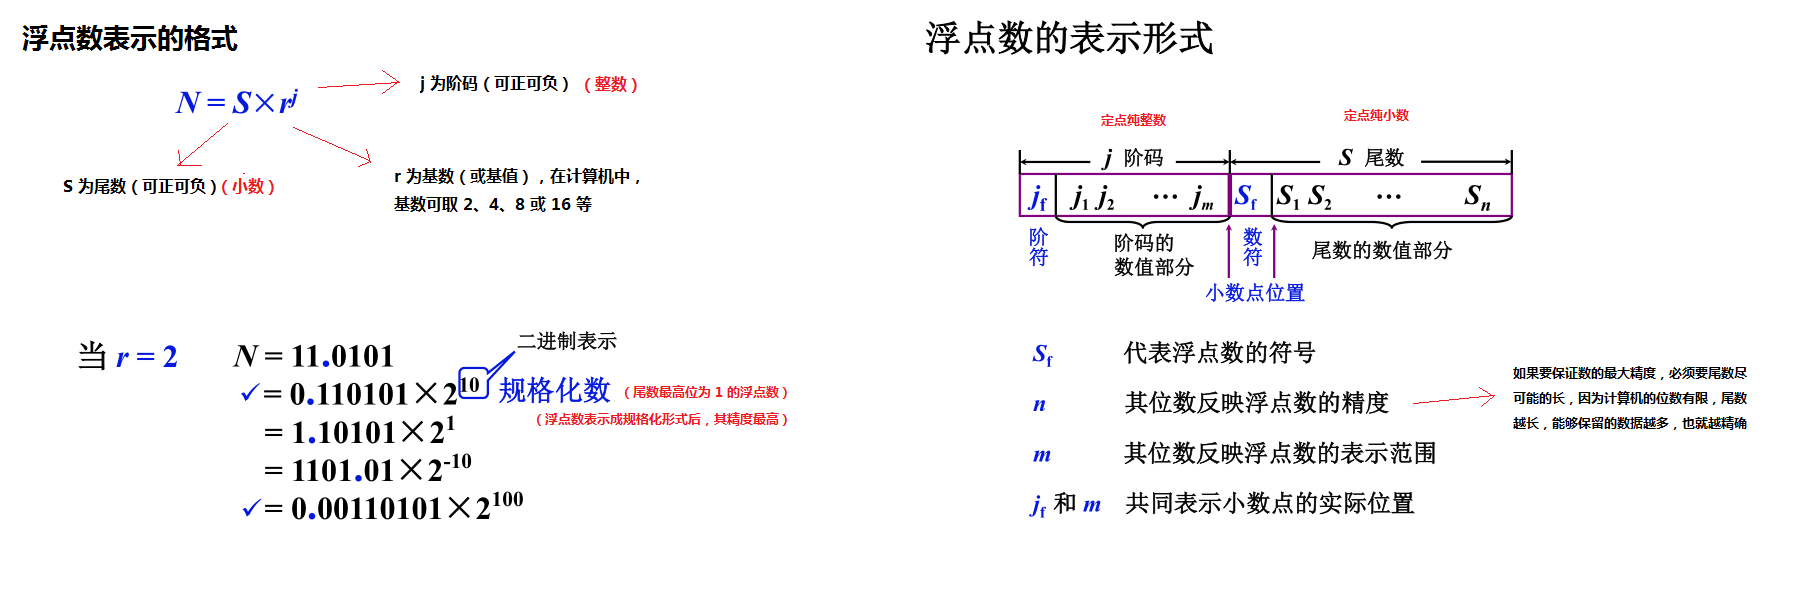 浮点数表示的格式
N = S×r^j
j 为阶码（可正可负）（整数）
S 为尾数（可正可负）（小数）
r 为基数（或基值），在计算机中，
基数可取 2、4、8 或 16 等
当 r = 2
N = 11.0101
二进制表示
✓= 0.110101×2^10 规格化数（尾数最高位为 1 的浮点数）
（浮点数表示成规格化形式后，其精度最高）
= 1.10101×2^1
= 1101.01×2^-10
✓= 0.00110101×2^100
浮点数的表示形式
定点纯整数 定点纯小数
j 阶码 S 尾数
j_f j_1 j_2 ⋯ j_m S_f S_1 S_2 ⋯ S_n
阶符
阶码的
数值部分
数符
尾数的数值部分
小数点位置
S_f 代表浮点数的符号
n 其位数反映浮点数的精度
如果要保证数的最大精度，必须要尾数尽
可能的长，因为计算机的位数有限，尾数
越长，能够保留的数据越多，也就越精确
m 其位数反映浮点数的表示范围
j_f 和 m 共同表示小数点的实际位置